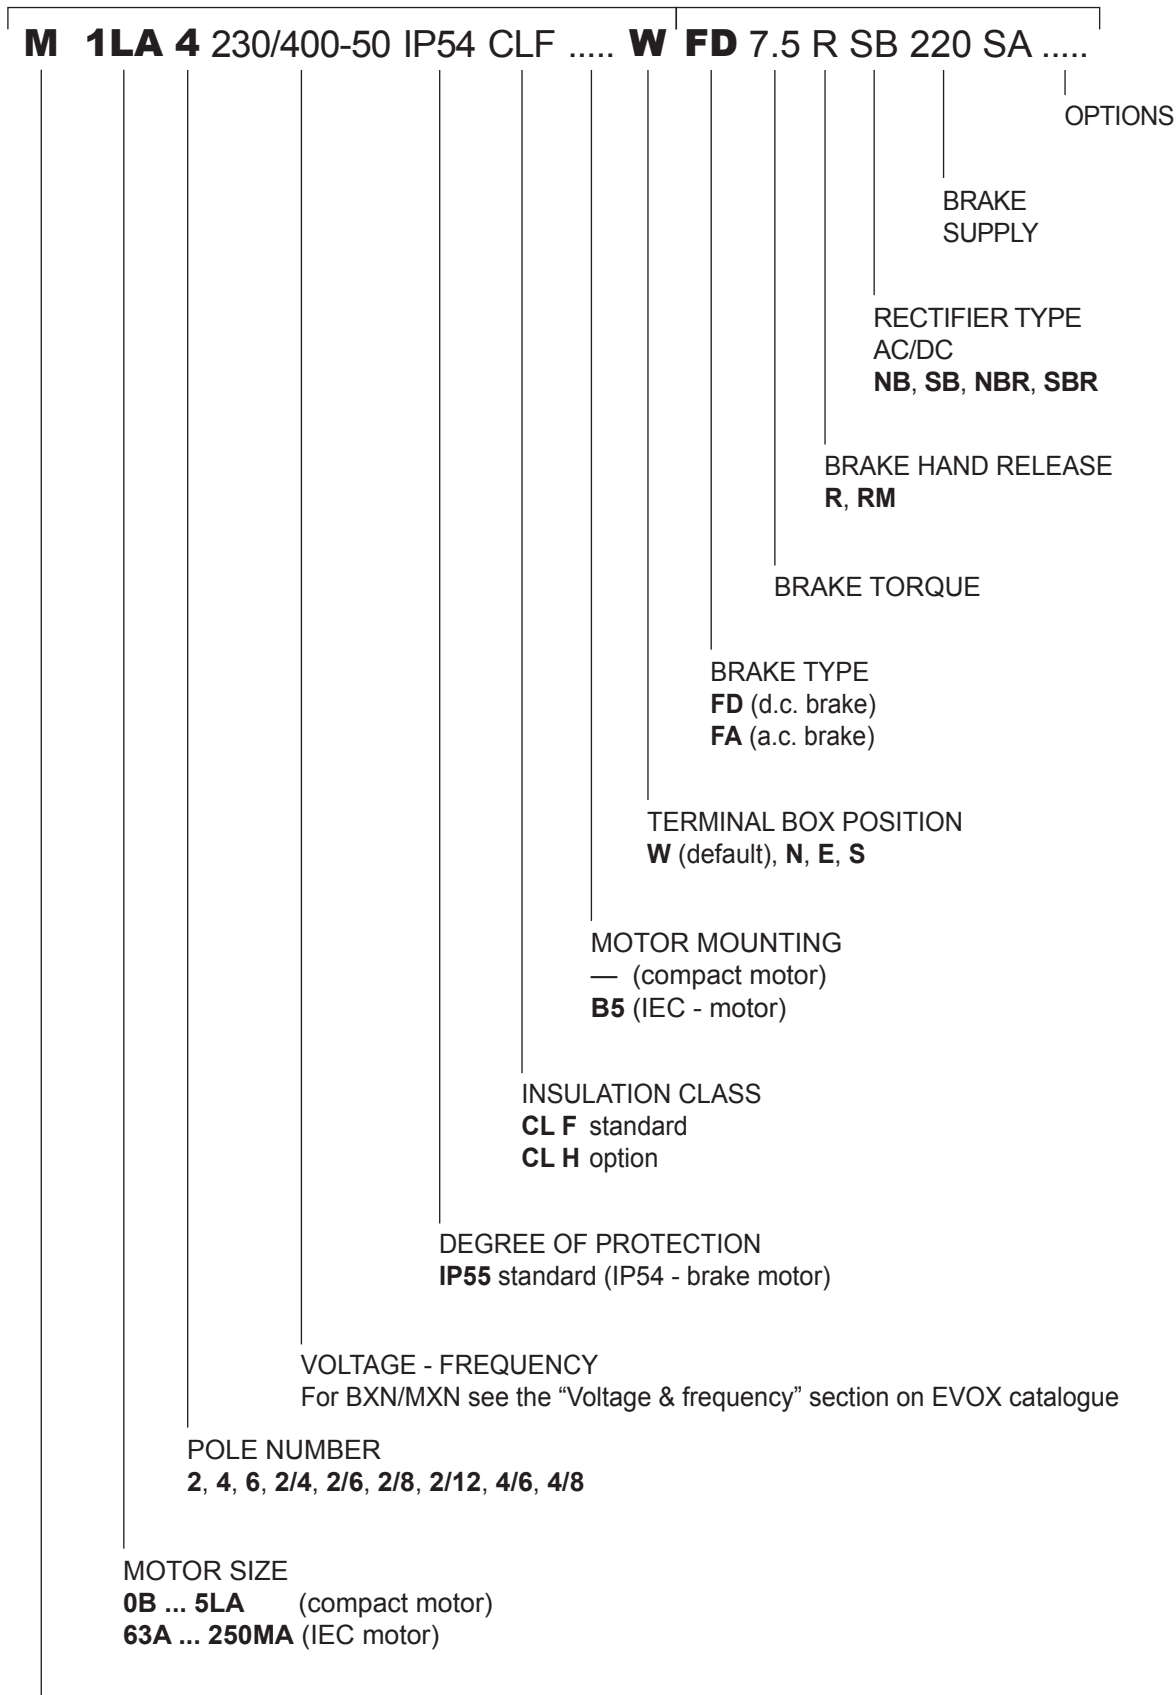 M 1LA 4 230/400-50 IP54 CLF ..... W FD 7.5 R SB 220 SA .....
OPTIONS
BRAKE
SUPPLY
RECTIFIER TYPE
AC/DC
NB, SB, NBR, SBR
BRAKE HAND RELEASE
R, RM
BRAKE TORQUE
BRAKE TYPE
FD (d.c. brake)
FA (a.c. brake)
TERMINAL BOX POSITION
W (default), N, E, S
MOTOR MOUNTING
— (compact motor)
B5 (IEC - motor)
INSULATION CLASS
CL F standard
CL H option
DEGREE OF PROTECTION
IP55 standard (IP54 - brake motor)
VOLTAGE - FREQUENCY
For BXN/MXN see the “Voltage & frequency” section on EVOX catalogue
POLE NUMBER
2, 4, 6, 2/4, 2/6, 2/8, 2/12, 4/6, 4/8
MOTOR SIZE
0B ... 5LA (compact motor)
63A ... 250MA (IEC motor)